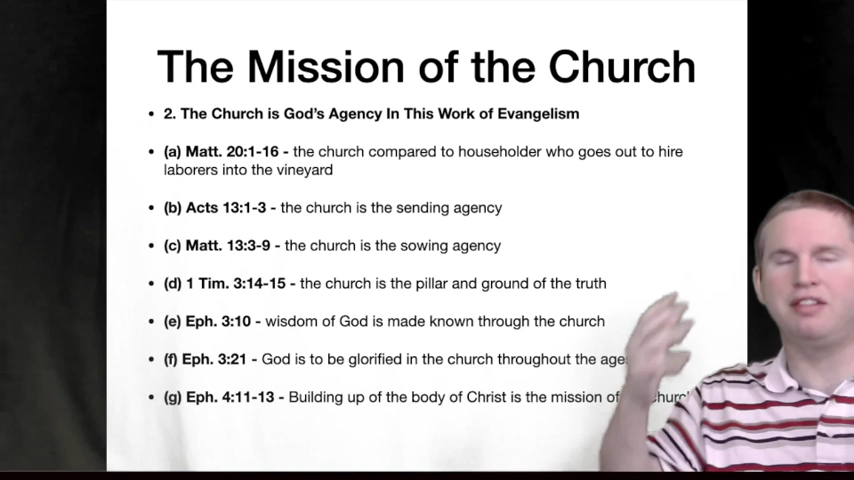 The Mission of the Church
• 2. The Church is God's Agency In This Work of Evangelism
• (a) Matt. 20:1-16 - the church compared to householder who goes out to hire
laborers into the vineyard
• (b) Acts 13:1-3 - the church is the sending agency
• (c) Matt. 13:3-9 - the church is the sowing agency
• (d) 1 Tim. 3:14-15 - the church is the pillar and ground of the truth
• (e) Eph. 3:10 - wisdom of God is made known through the church
• (f) Eph. 3:21 - God is to be glorified in the church throughout the
• (g) Eph. 4:11-13 - Building up of the body of Christ is the mission of